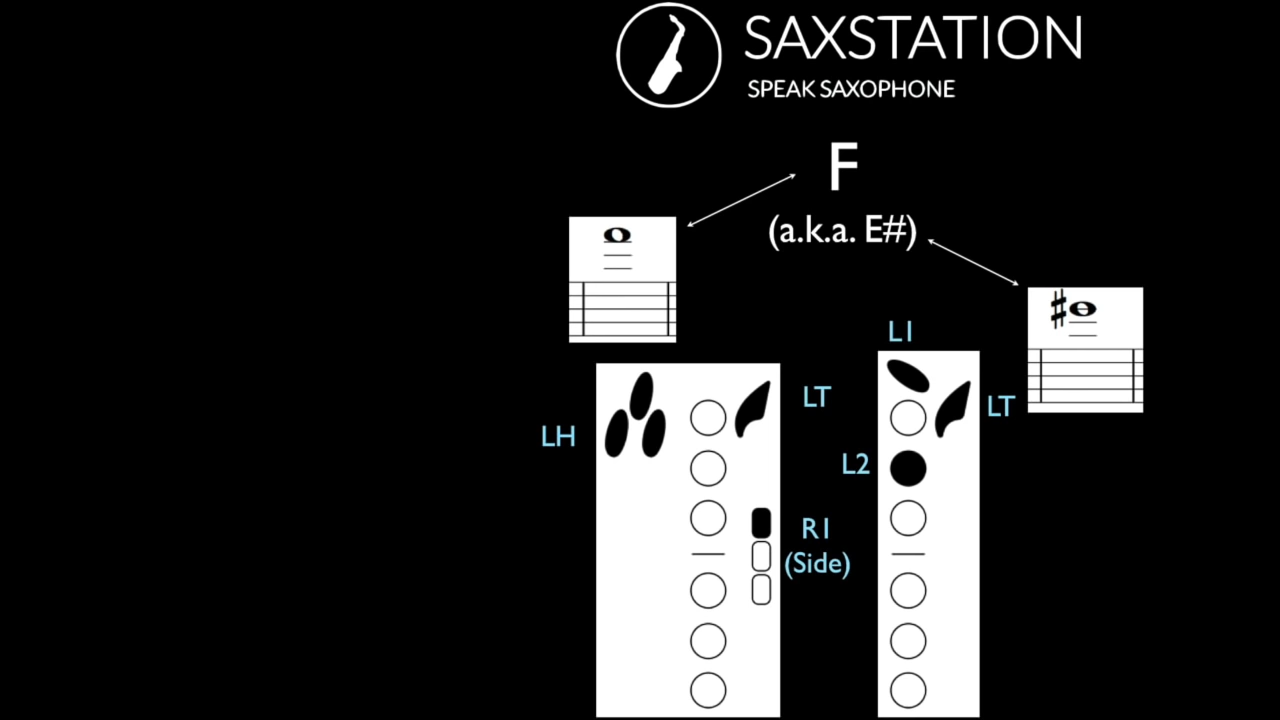 SAXSTATION
SPEAK SAXOPHONE
F
(a.k.a. E#)
L1
LT
LT
LH
L2
R1
(Side)